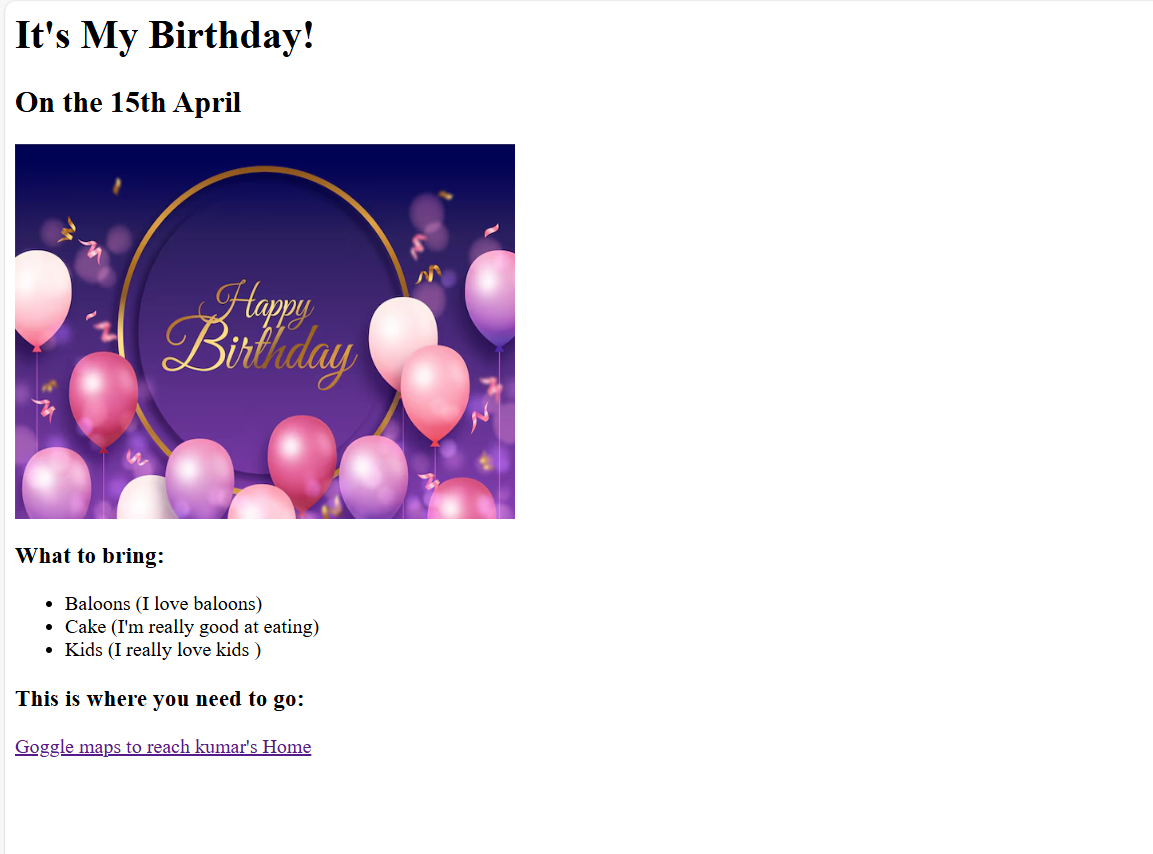 It's My Birthday!
On the 15th April
Happy
Birthday
What to bring:
Baloons (I love baloons)
Cake (I'm really good at eating)
Kids (I really love kids )
This is where you need to go:
Goggle maps to reach kumar's Home